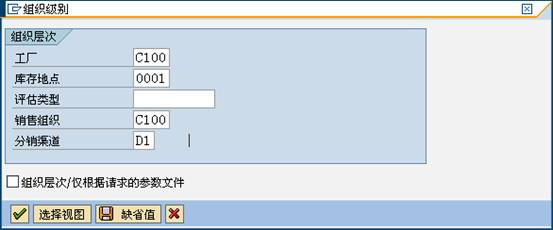 组织级别
组织层次
工厂 C100
库存地点 0001
评估类型
销售组织 C100
分销渠道 D1
组织层次/仅根据请求的参数文件
选择视图 缺省值